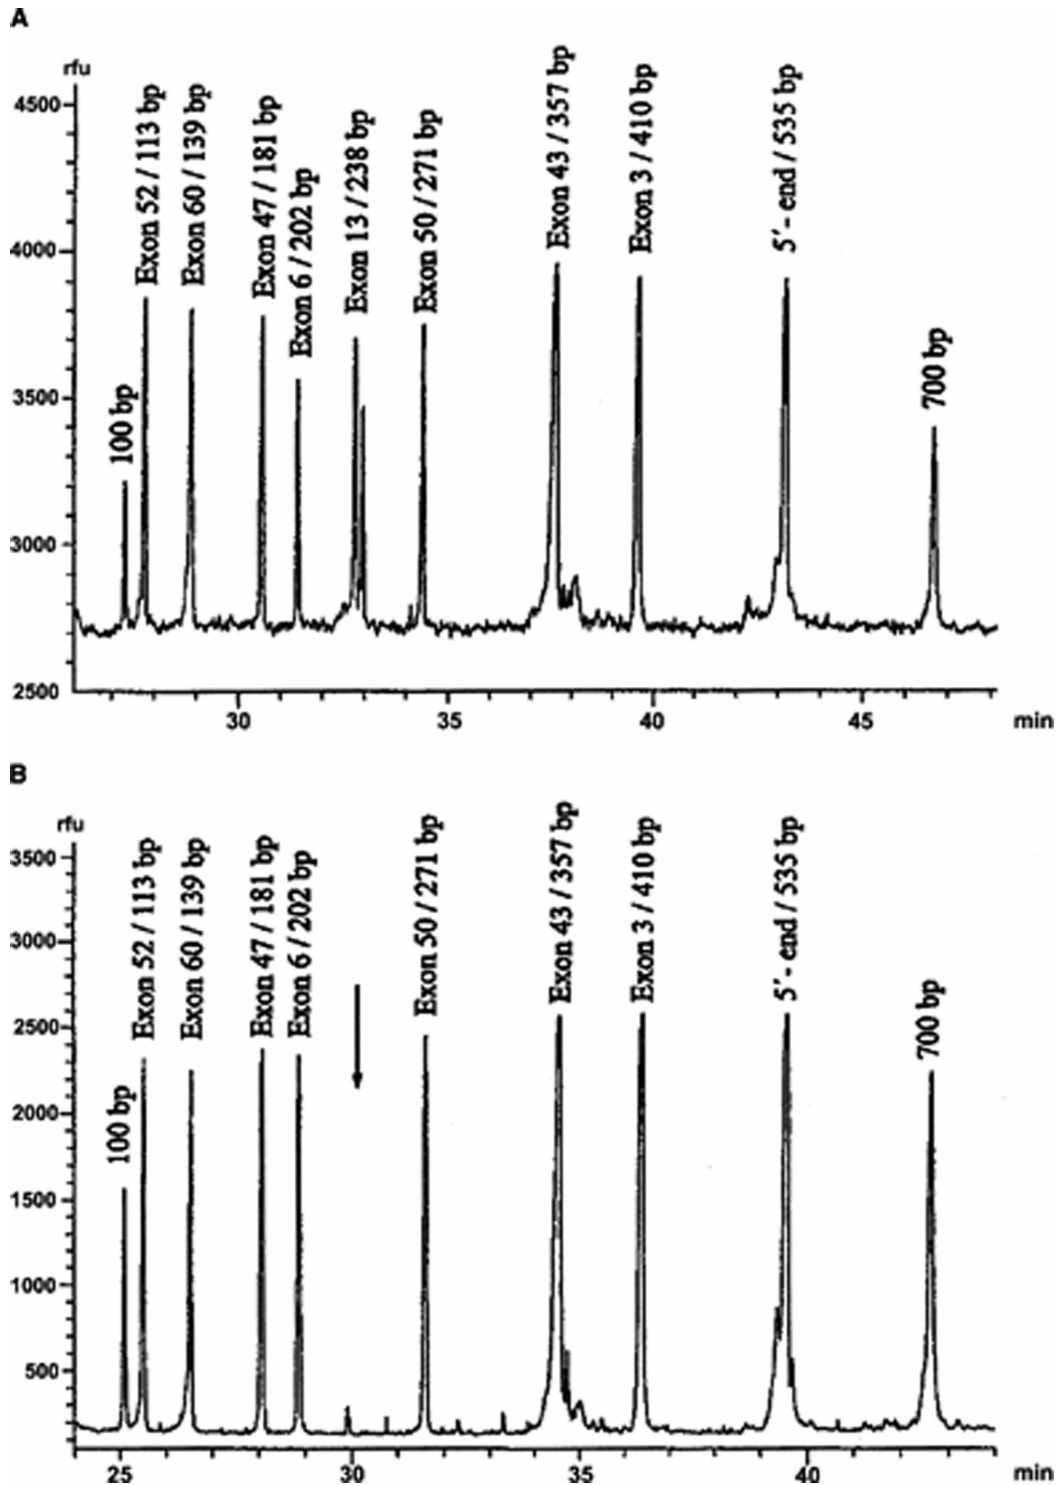 A
rfu
4500
4000
3500
3000
2500
100 bp
Exon 52 / 113 bp
Exon 60 / 139 bp
Exon 47 / 181 bp
Exon 6 / 202 bp
Exon 13 / 238 bp
Exon 50 / 271 bp
Exon 43 / 357 bp
Exon 3 / 410 bp
5´- end / 535 bp
700 bp
30 35 40 45 min
B
rfu
3500
3000
2500
2000
1500
1000
500
100 bp
Exon 52 / 113 bp
Exon 60 / 139 bp
Exon 47 / 181 bp
Exon 6 / 202 bp
Exon 50 / 271 bp
Exon 43 / 357 bp
Exon 3 / 410 bp
5´- end / 535 bp
700 bp
25 30 35 40 min